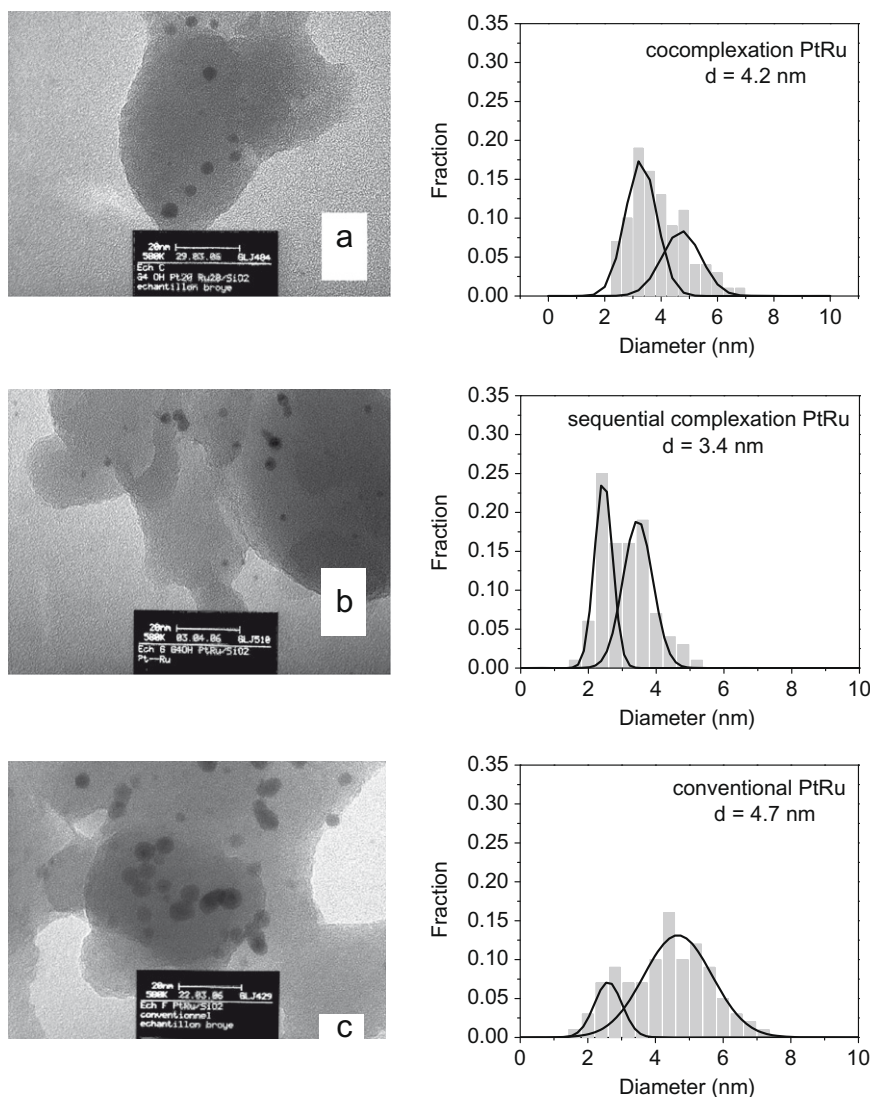 a
20nm
500K 29.03.06 GLJ484
Ech C
G4 OH Pt20 Ru20/SiO2
echantillon broye
0.35
0.30
0.25
0.20
0.15
0.10
0.05
0.00
Fraction
cocomplexation PtRu
d = 4.2 nm
0 2 4 6 8 10
Diameter (nm)
b
20nm
500K 03.04.06 GLJ510
Ech G G4OH PtRu/SiO2
Pt--Ru
0.35
0.30
0.25
0.20
0.15
0.10
0.05
0.00
Fraction
sequential complexation PtRu
d = 3.4 nm
0 2 4 6 8 10
Diameter (nm)
c
20nm
500K 22.03.06 GLJ429
Ech F PtRu/SiO2
conventionnel
echantillon broye
0.35
0.30
0.25
0.20
0.15
0.10
0.05
0.00
Fraction
conventional PtRu
d = 4.7 nm
0 2 4 6 8 10
Diameter (nm)